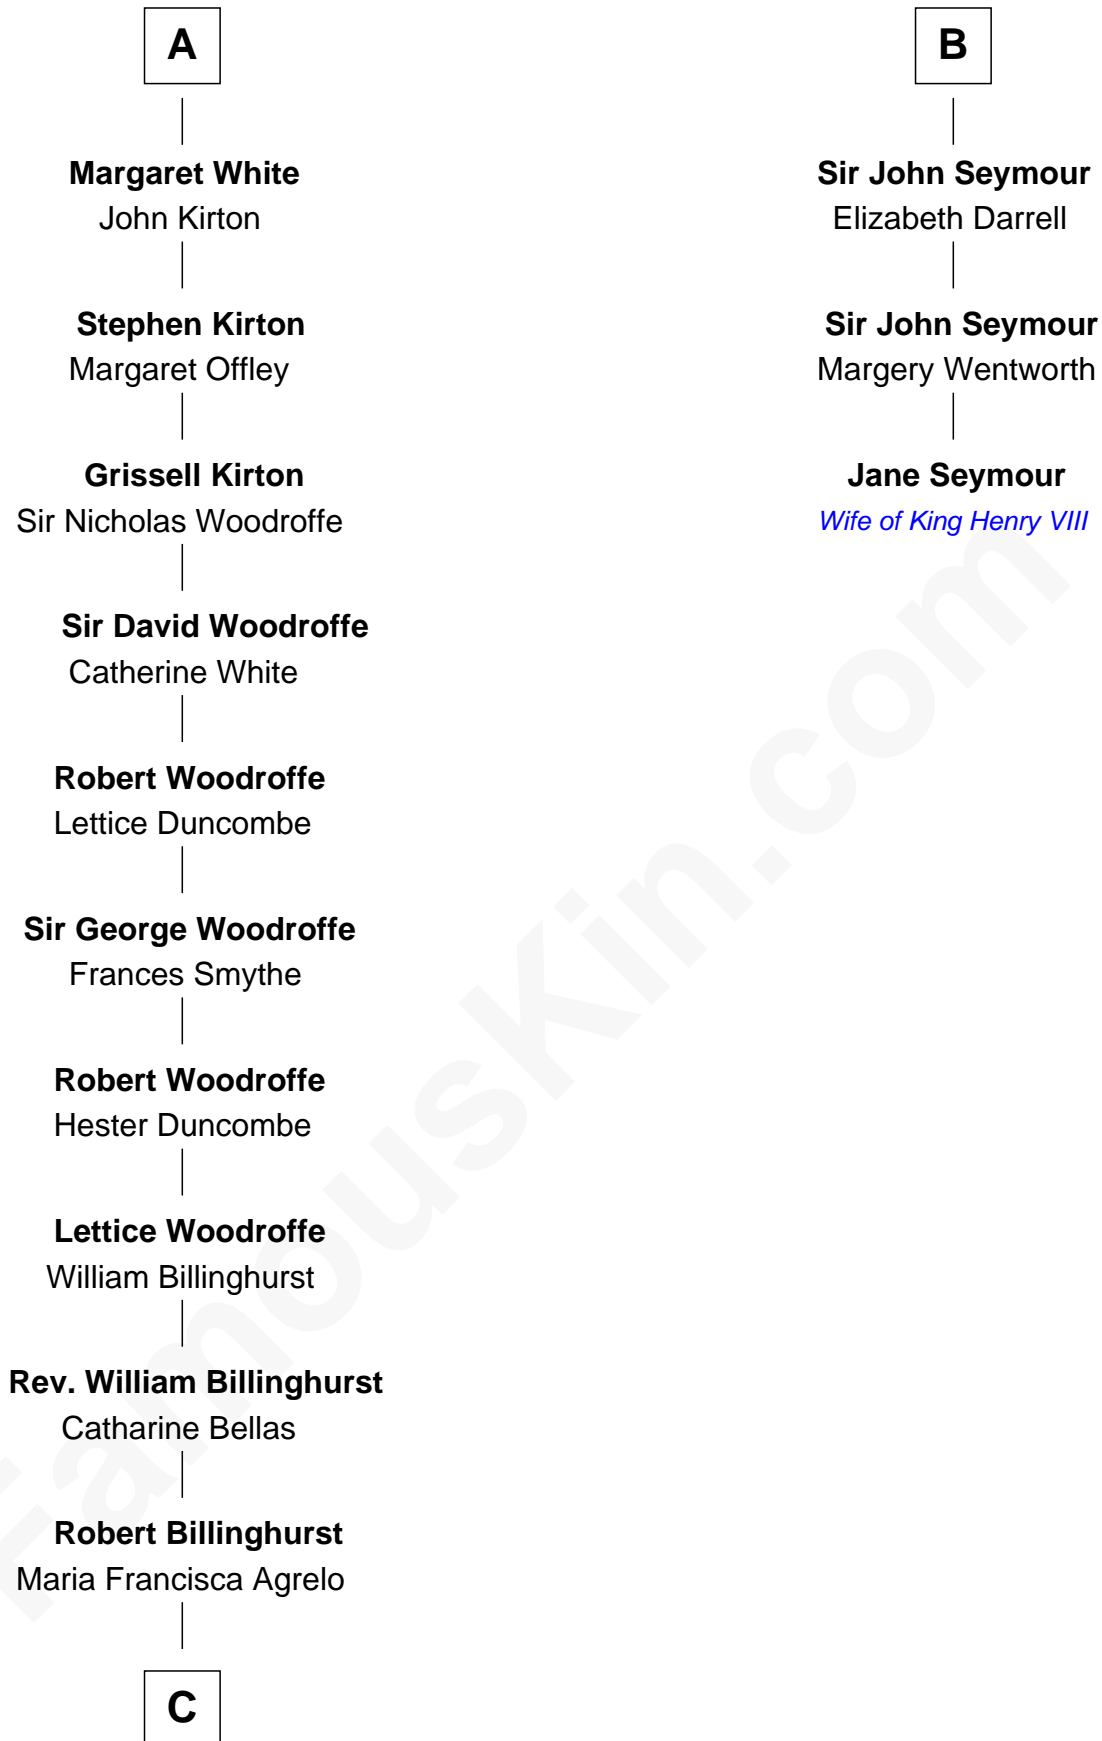 A
Margaret White
John Kirton
Stephen Kirton
Margaret Offley
Grissell Kirton
Sir Nicholas Woodroffe
Sir David Woodroffe
Catherine White
Robert Woodroffe
Lettice Duncombe
Sir George Woodroffe
Frances Smythe
Robert Woodroffe
Hester Duncombe
Lettice Woodroffe
William Billinghurst
Rev. William Billinghurst
Catharine Bellas
Robert Billinghurst
Maria Francisca Agrelo
C
B
Sir John Seymour
Elizabeth Darrell
Sir John Seymour
Margery Wentworth
Jane Seymour
Wife of King Henry VIII
FamousKin.com